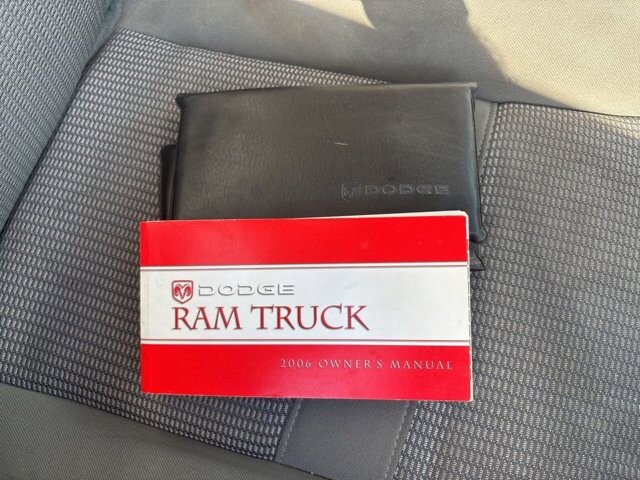 DODGE
DODGE
RAM TRUCK
2006 OWNER'S MANUAL